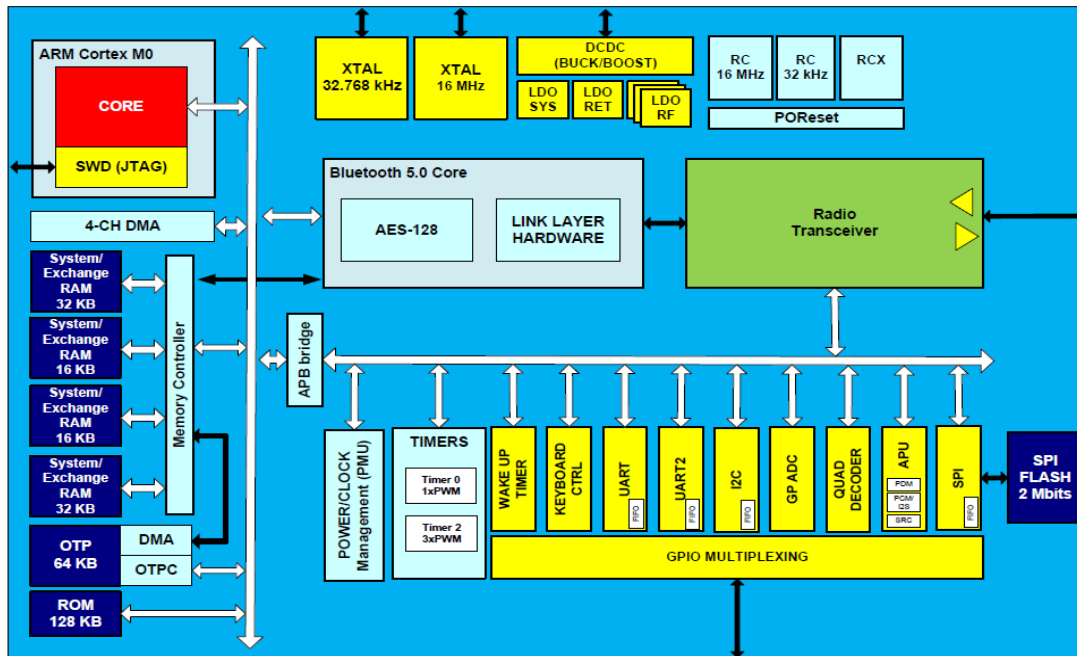 ARM Cortex M0
CORE
SWD (JTAG)
4-CH DMA
System/
Exchange
RAM
32 KB
System/
Exchange
RAM
16 KB
System/
Exchange
RAM
16 KB
System/
Exchange
RAM
32 KB
Memory Controller
OTP
64 KB
DMA
OTPC
ROM
128 KB
XTAL
32.768 kHz
XTAL
16 MHz
DCDC
(BUCK/BOOST)
LDO
SYS
LDO
RET
LDO
RF
RC
16 MHz
RC
32 kHz
RCX
POReset
Bluetooth 5.0 Core
AES-128
LINK LAYER
HARDWARE
Radio
Transceiver
APB bridge
POWER/CLOCK
Management (PMU)
TIMERS
Timer 0
1xPWM
Timer 2
3xPWM
WAKE UP
TIMER
KEYBOARD
CTRL
UART
FIFO
UART2
FIFO
I2C
FIFO
GP ADC
QUAD
DECODER
APU
PDM
PCM/
I2S
SRC
SPI
FIFO
SPI
FLASH
2 Mbits
GPIO MULTIPLEXING